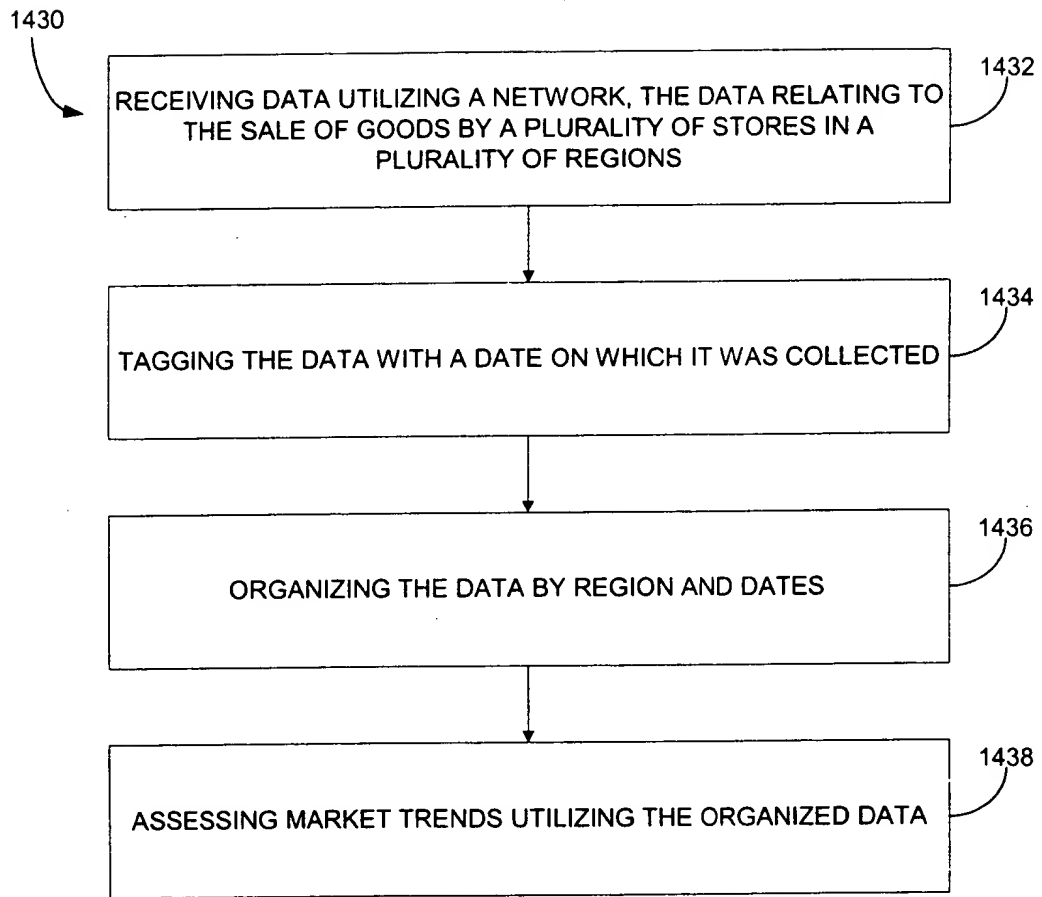 1430
1432
RECEIVING DATA UTILIZING A NETWORK, THE DATA RELATING TO
THE SALE OF GOODS BY A PLURALITY OF STORES IN A
PLURALITY OF REGIONS
1434
TAGGING THE DATA WITH A DATE ON WHICH IT WAS COLLECTED
1436
ORGANIZING THE DATA BY REGION AND DATES
1438
ASSESSING MARKET TRENDS UTILIZING THE ORGANIZED DATA